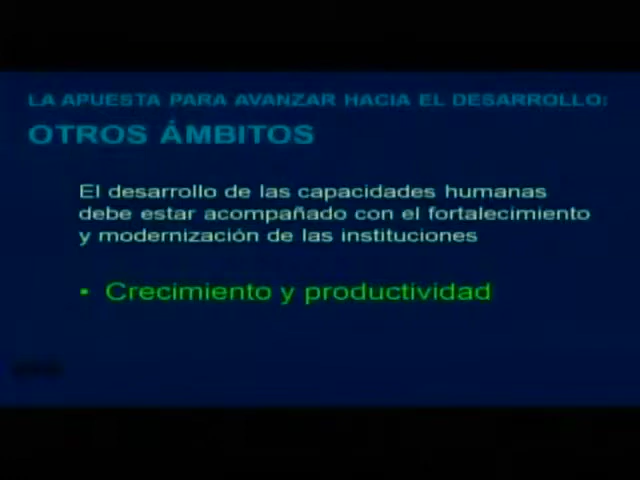 LA APUESTA PARA AVANZAR HACIA EL DESARROLLO:
OTROS ÁMBITOS
El desarrollo de las capacidades humanas
debe estar acompañado con el fortalecimiento
y modernización de las instituciones
• Crecimiento y productividad